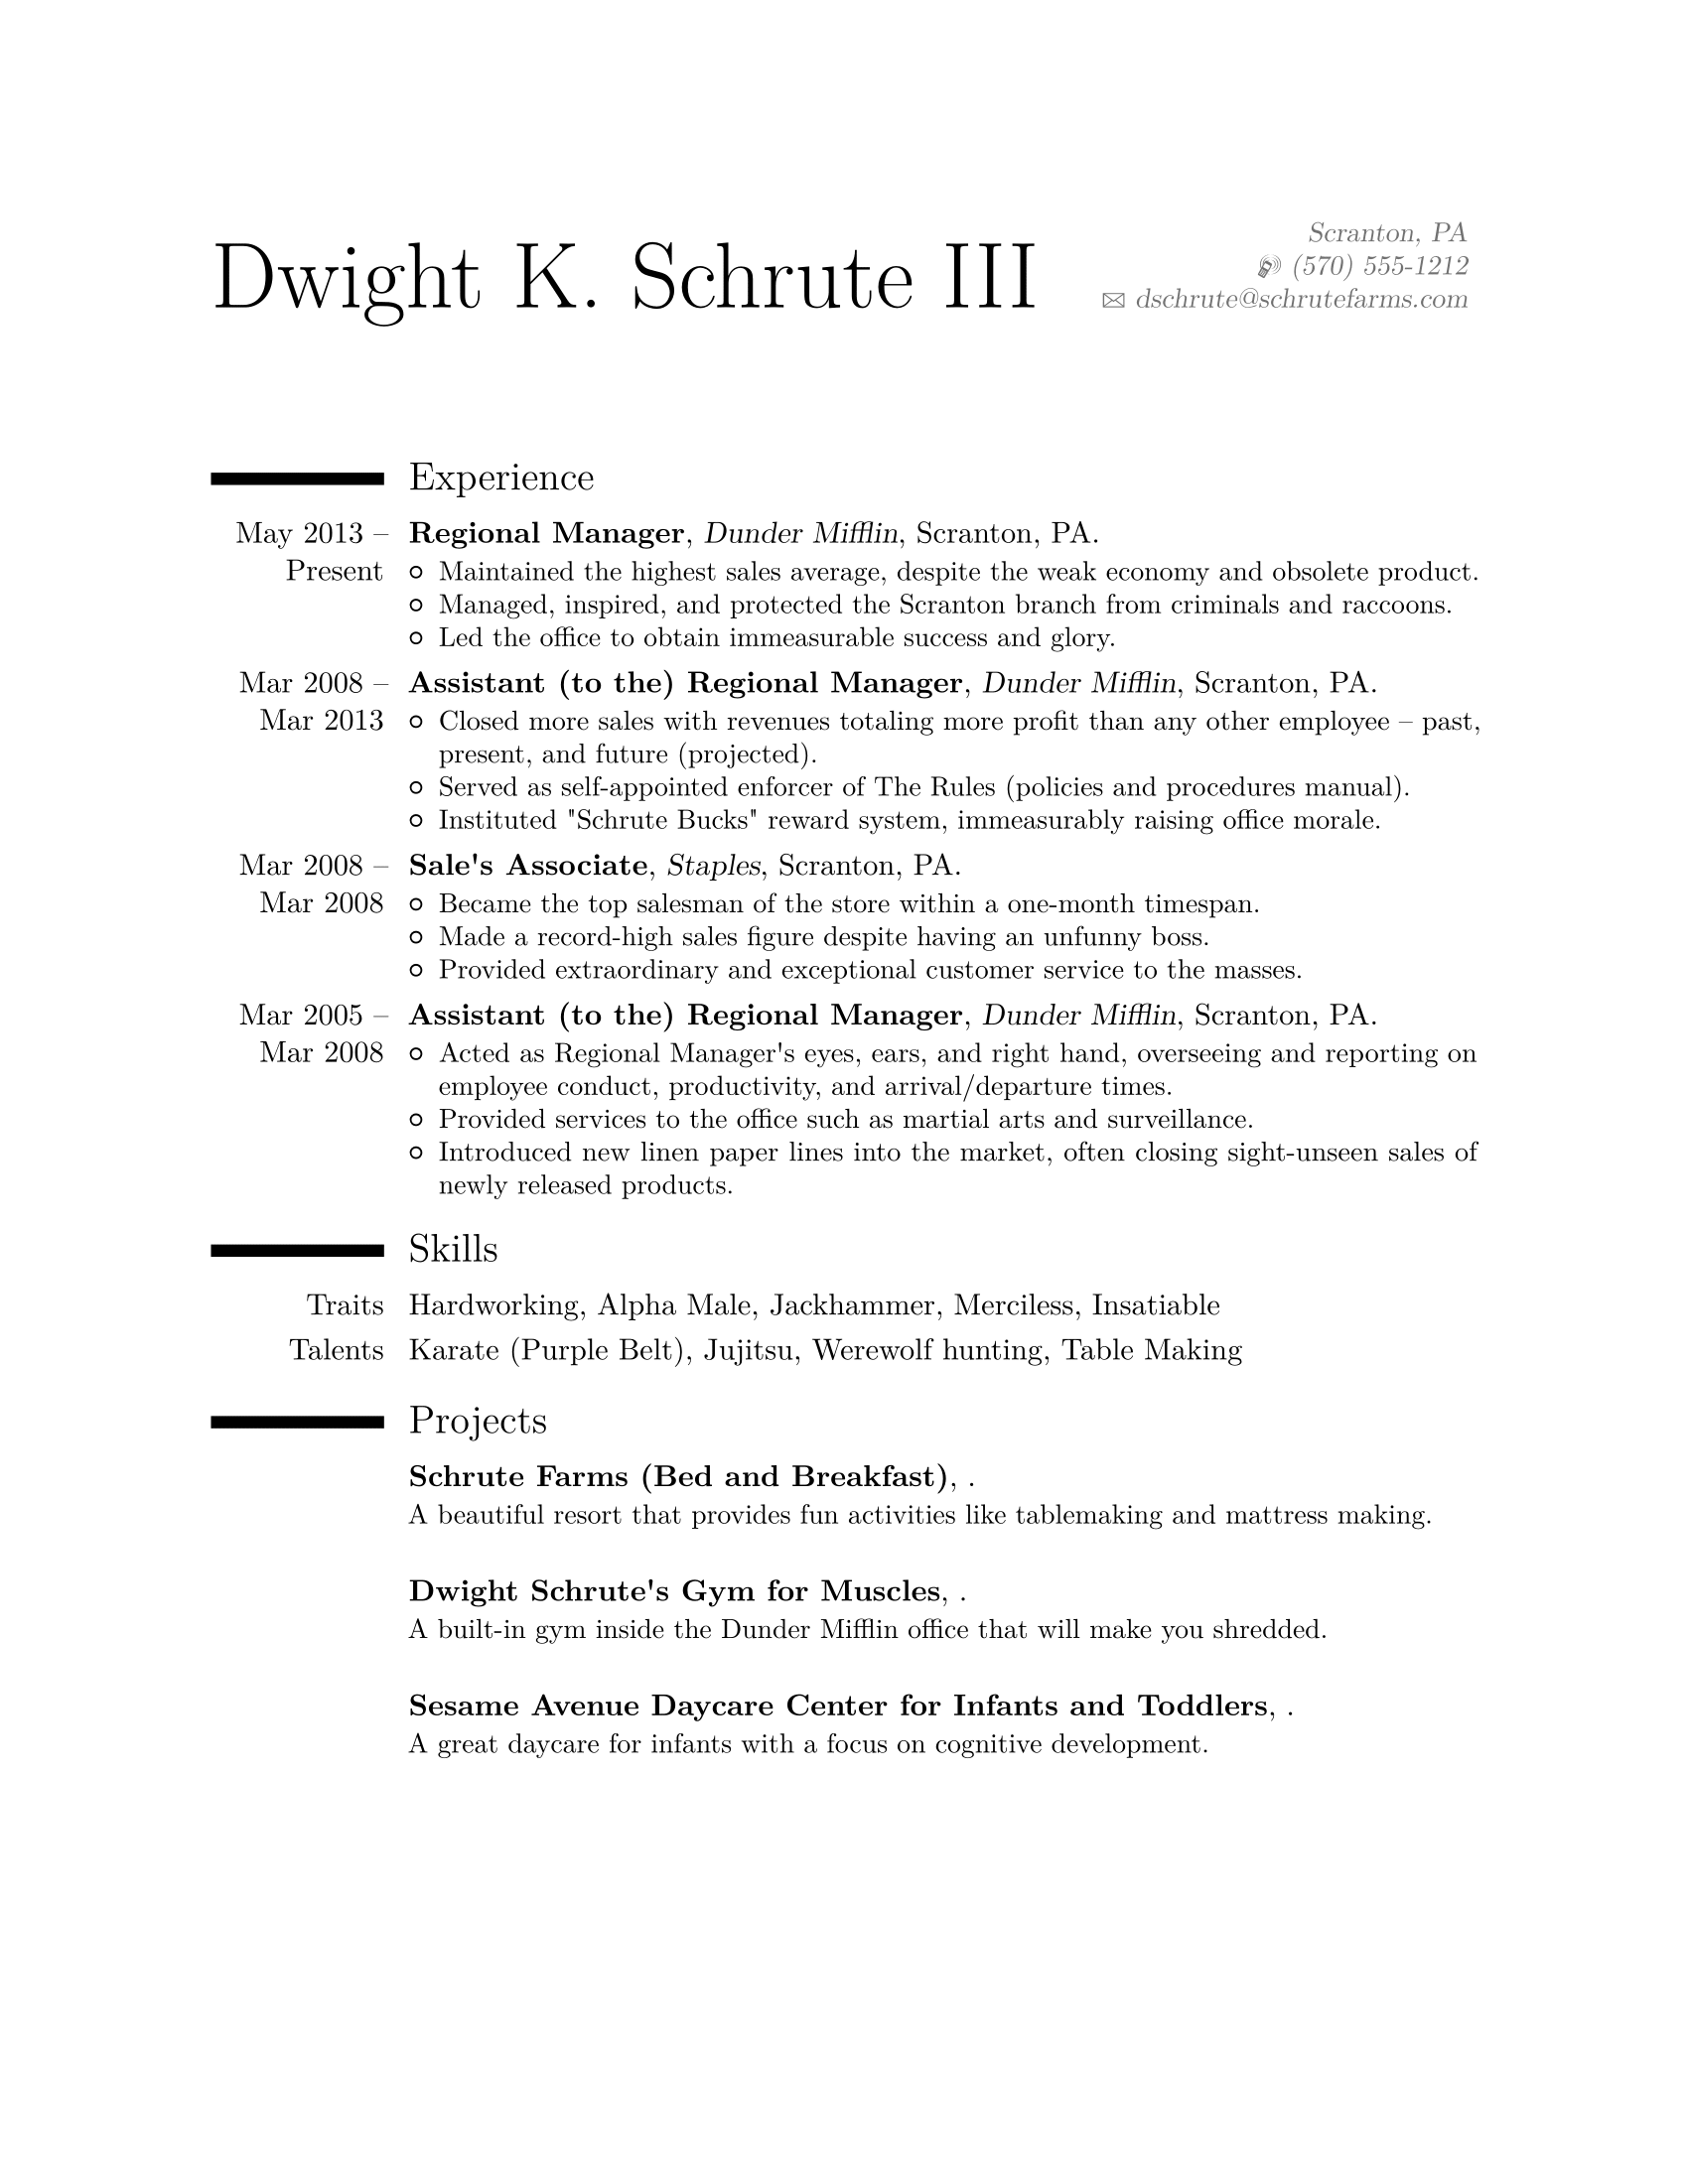 Dwight K. Schrute III
Scranton, PA
(570) 555-1212
dschrute@schrutefarms.com
Experience
May 2013 – Regional Manager, Dunder Mifflin, Scranton, PA.
Present ○ Maintained the highest sales average, despite the weak economy and obsolete product.
○ Managed, inspired, and protected the Scranton branch from criminals and raccoons.
○ Led the office to obtain immeasurable success and glory.
Mar 2008 – Assistant (to the) Regional Manager, Dunder Mifflin, Scranton, PA.
Mar 2013 ○ Closed more sales with revenues totaling more profit than any other employee – past,
present, and future (projected).
○ Served as self-appointed enforcer of The Rules (policies and procedures manual).
○ Instituted "Schrute Bucks" reward system, immeasurably raising office morale.
Mar 2008 – Sale's Associate, Staples, Scranton, PA.
Mar 2008 ○ Became the top salesman of the store within a one-month timespan.
○ Made a record-high sales figure despite having an unfunny boss.
○ Provided extraordinary and exceptional customer service to the masses.
Mar 2005 – Assistant (to the) Regional Manager, Dunder Mifflin, Scranton, PA.
Mar 2008 ○ Acted as Regional Manager's eyes, ears, and right hand, overseeing and reporting on
employee conduct, productivity, and arrival/departure times.
○ Provided services to the office such as martial arts and surveillance.
○ Introduced new linen paper lines into the market, often closing sight-unseen sales of
newly released products.
Skills
Traits Hardworking, Alpha Male, Jackhammer, Merciless, Insatiable
Talents Karate (Purple Belt), Jujitsu, Werewolf hunting, Table Making
Projects
Schrute Farms (Bed and Breakfast), .
A beautiful resort that provides fun activities like tablemaking and mattress making.
Dwight Schrute's Gym for Muscles, .
A built-in gym inside the Dunder Mifflin office that will make you shredded.
Sesame Avenue Daycare Center for Infants and Toddlers, .
A great daycare for infants with a focus on cognitive development.